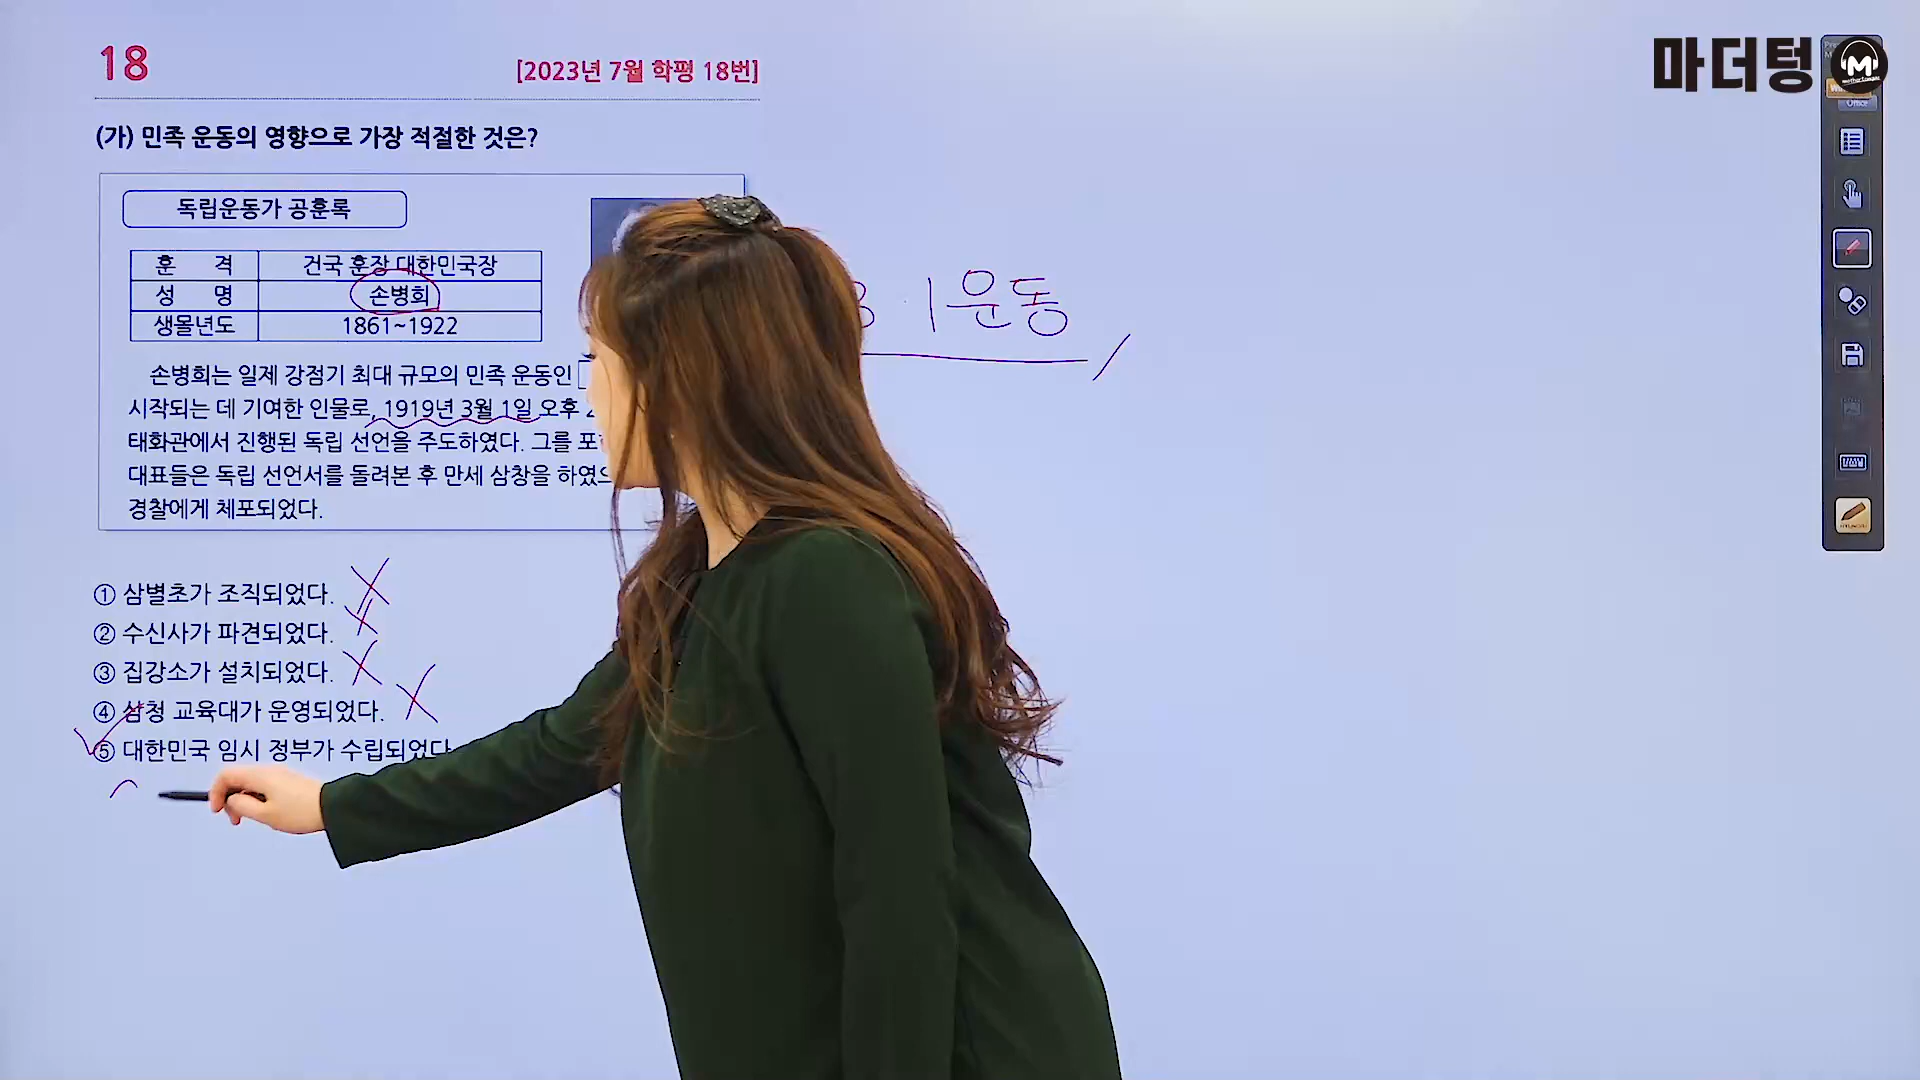 18
[2023년 7월 학평 18번]
마더텅
(가) 민족 운동의 영향으로 가장 적절한 것은?
독립운동가 공훈록
훈 격 건국 훈장 대한민국장
성 명 손병희
생몰년도 1861~1922
손병희는 일제 강점기 최대 규모의 민족 운동인
시작되는 데 기여한 인물로, 1919년 3월 1일 오후
태화관에서 진행된 독립 선언을 주도하였다. 그를
대표들은 독립 선언서를 돌려본 후 만세 삼창을
경찰에게 체포되었다.
3·1운동
① 삼별초가 조직되었다.
② 수신사가 파견되었다.
③ 집강소가 설치되었다.
④ 삼청 교육대가 운영되었다.
⑤ 대한민국 임시 정부가 수립되었다